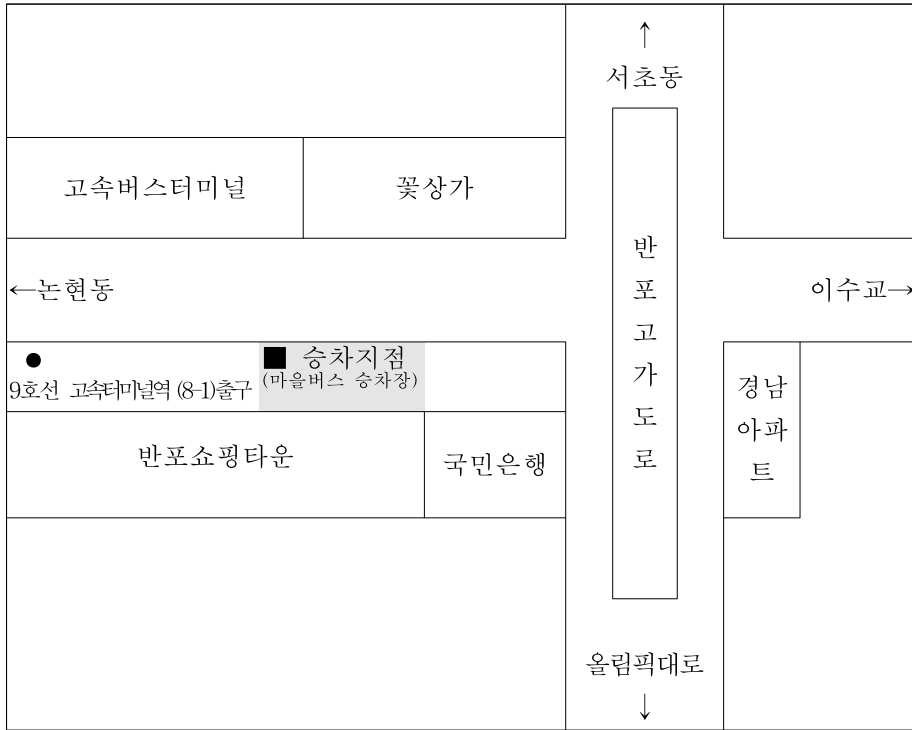 ↑
서초동
고속버스터미널
꽃상가
반
포
고
가
도
로
←논현동
이수교→
● ■ 승차지점
9호선 고속터미널역 (8-1)출구
(마을버스 승차장)
경남
아파
트
반포쇼핑타운
국민은행
올림픽대로
↓